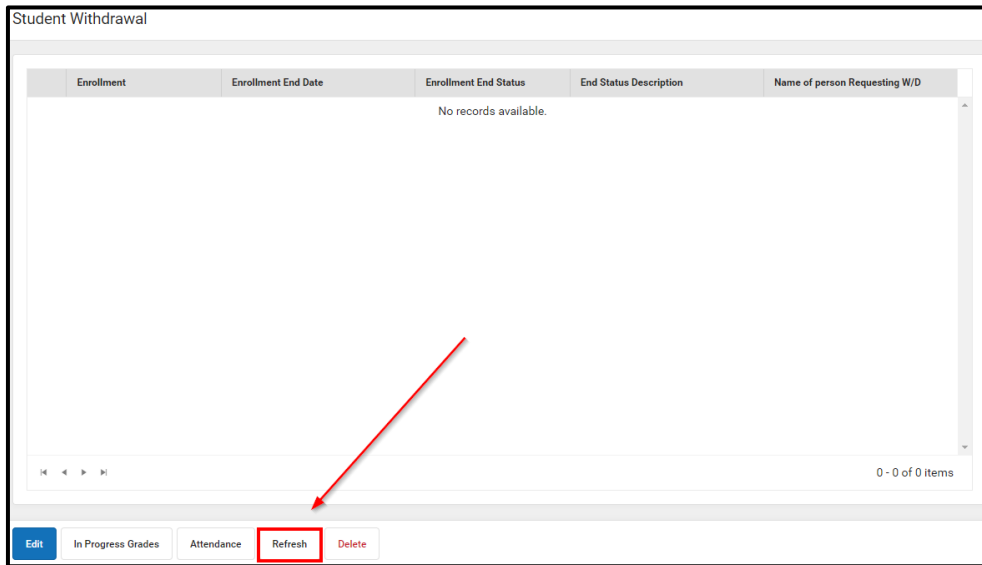 Student Withdrawal
Enrollment Enrollment End Date Enrollment End Status End Status Description Name of person Requesting W/D
No records available.
0 - 0 of 0 items
Edit In Progress Grades Attendance Refresh Delete